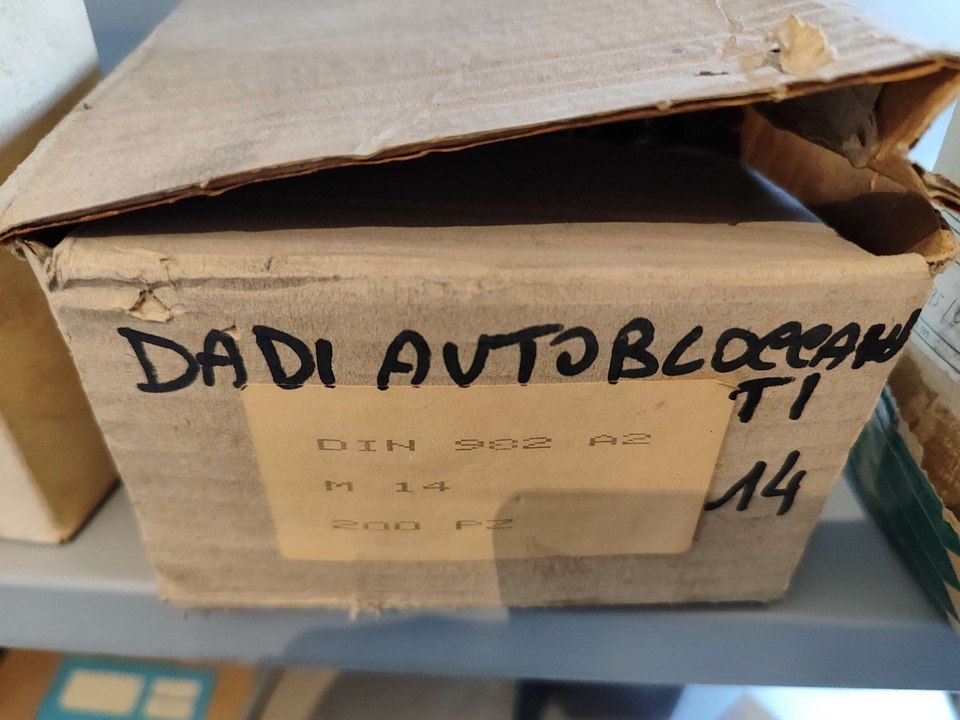 DADI AUTOBLOCCAN
TI
DIN 982 A2
M 14
14
200 PZ